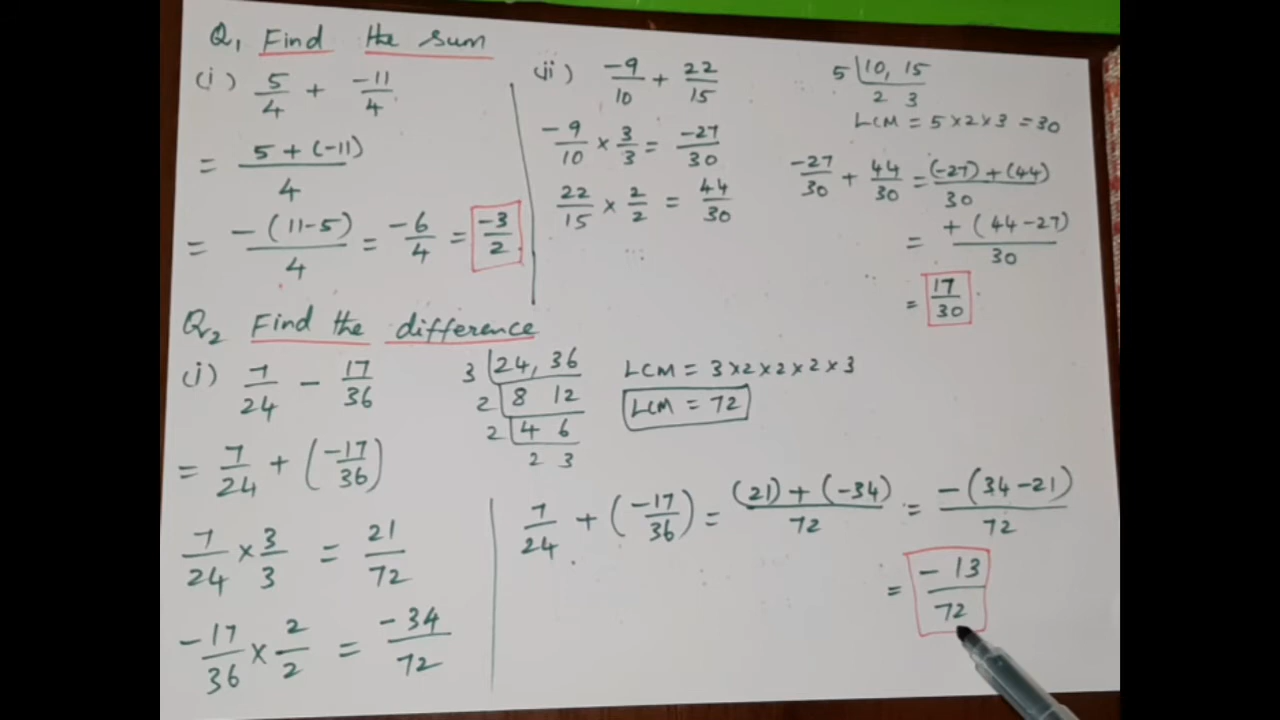 Q1 Find the sum
(i) 5/4 + -11/4
= 5 + (-11)/4
= -(11-5)/4 = -6/4 = -3/2
(ii) -9/10 + 22/15
-9/10 × 3/3 = -27/30
22/15 × 2/2 = 44/30
5 | 10, 15
2 3
LCM = 5×2×3 = 30
-27/30 + 44/30 = (-27) + (44)/30
= +(44-27)/30
= 17/30
Q2 Find the difference
(i) 7/24 - 17/36
= 7/24 + (-17/36)
7/24 × 3/3 = 21/72
-17/36 × 2/2 = -34/72
3 | 24, 36
2 | 8 12
2 | 4 6
2 3
LCM = 3×2×2×2×3
LCM = 72
7/24 + (-17/36) = (21) + (-34)/72 = -(34-21)/72
= -13/72